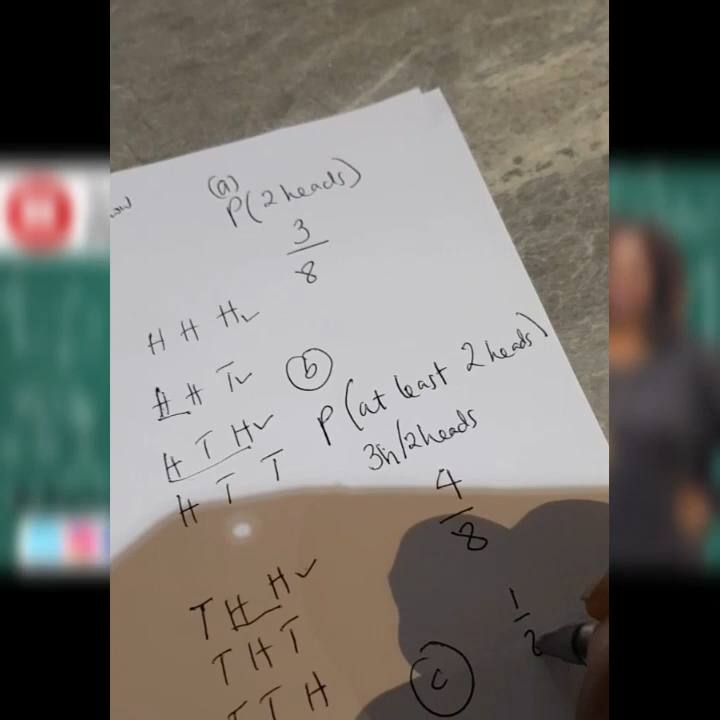 (a)
P(2 heads)
3
8
H H H✓
H H T✓
H T H✓
H T T
(b)
P(at least 2 heads)
3h/2heads
4
8
T H H✓
T H T
T T H
1
2
(c)